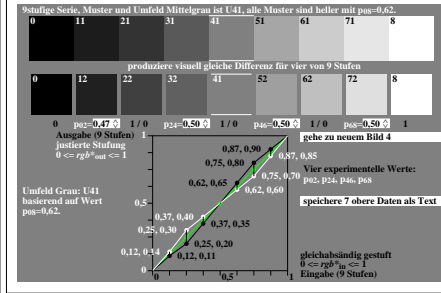 9stufige Serie, Muster und Umfeld Mittelgrau ist U41, alle Muster sind heller mit p08=0,62.
0 11 21 31 41 51 61 71 8
produziere visuell gleiche Differenz für vier von 9 Stufen
0 12 22 32 41 52 62 72 8
0 p02=0,47 1 / 0 p24=0,50 1 / 0 p46=0,50 1 / 0 p68=0,50 1
Ausgabe (9 Stufen)
justierte Stufung
0 <= rgb*out <= 1
gehe zu neuem Bild 4
Vier experimentelle Werte:
p02, p24, p46, p68
speichere 7 obere Daten als Text
Umfeld Grau: U41
basierend auf Wert
p08=0,62.
1
0,87, 0,90
0,87, 0,85
0,75, 0,80
0,75, 0,70
0,62, 0,65
0,62, 0,60
0,5
0,37, 0,40
0,37, 0,35
0,25, 0,30
0,25, 0,20
0,12, 0,14
0,12, 0,11
0
0 0,5 1
gleichabsändig gestuft
0 <= rgb*in <= 1
Eingabe (9 Stufen)